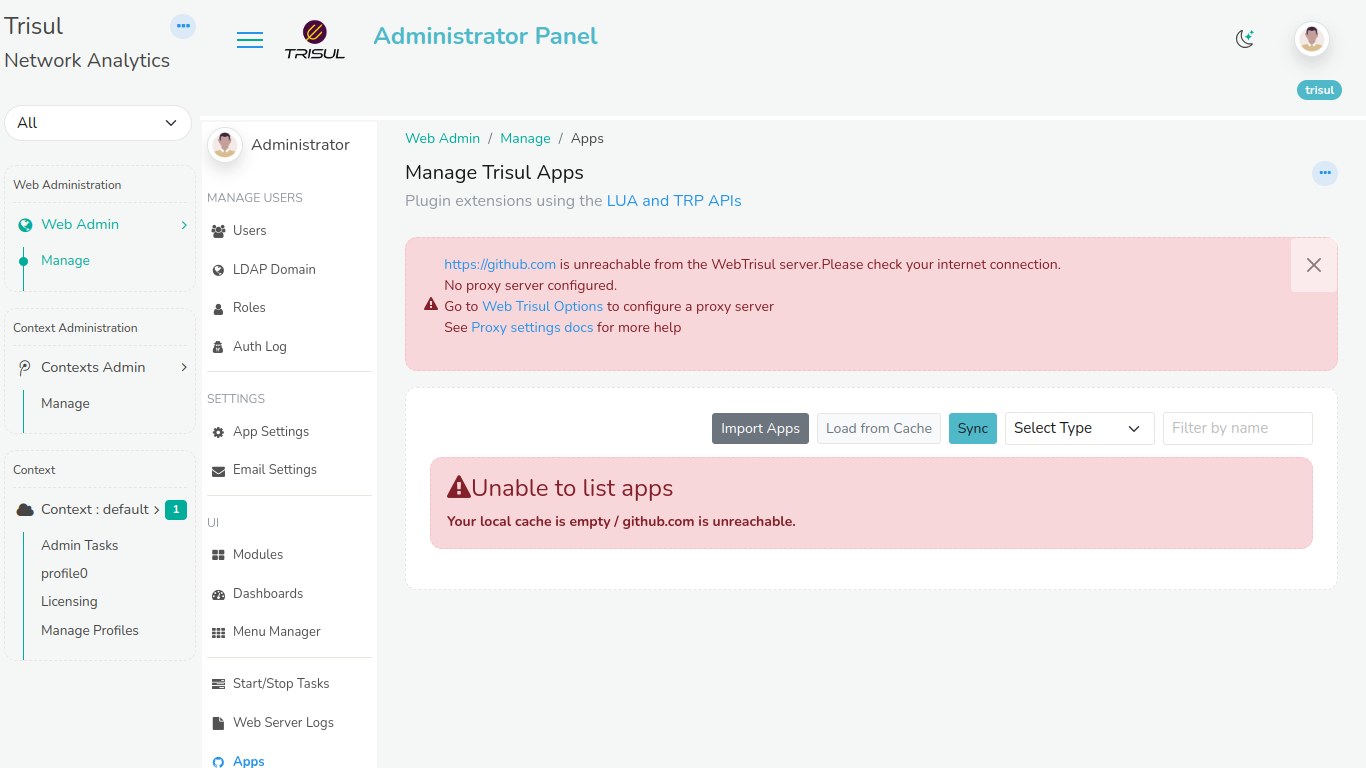 Trisul
Network Analytics
All
Web Administration
Web Admin
Manage
Context Administration
Contexts Admin
Manage
Context
Context : default
1
Admin Tasks
profile0
Licensing
Manage Profiles
TRISUL
Administrator Panel
trisul
Administrator
MANAGE USERS
Users
LDAP Domain
Roles
Auth Log
SETTINGS
App Settings
Email Settings
UI
Modules
Dashboards
Menu Manager
Start/Stop Tasks
Web Server Logs
Apps
Web Admin / Manage / Apps
Manage Trisul Apps
Plugin extensions using the LUA and TRP APIs
https://github.com is unreachable from the WebTrisul server.Please check your internet connection.
No proxy server configured.
Go to Web Trisul Options to configure a proxy server
See Proxy settings docs for more help
Import Apps
Load from Cache
Sync
Select Type
Filter by name
Unable to list apps
Your local cache is empty / github.com is unreachable.